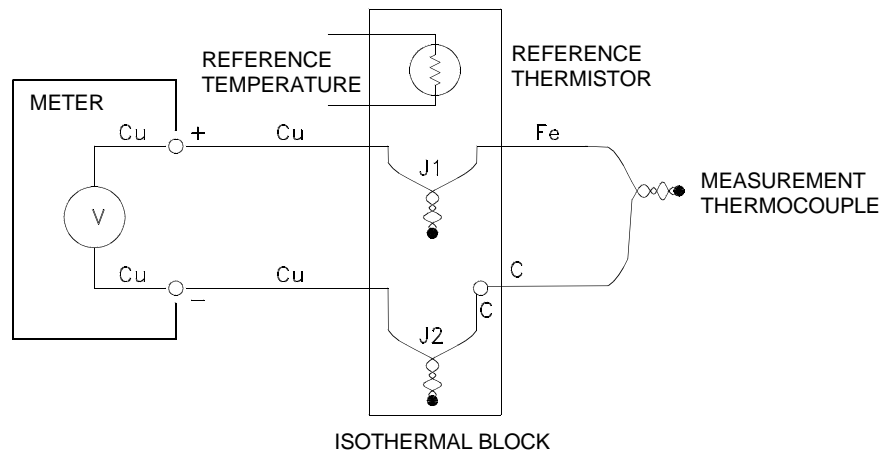 REFERENCE
TEMPERATURE
REFERENCE
THERMISTOR
METER
Cu
+
Cu
Fe
J1
V
MEASUREMENT
THERMOCOUPLE
Cu
–
Cu
C
C
J2
ISOTHERMAL BLOCK